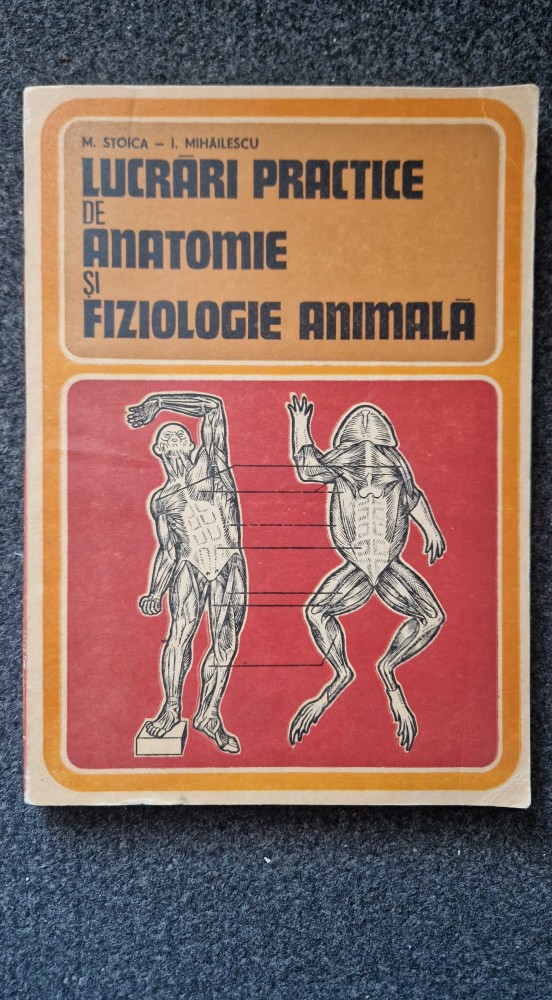 M. STOICA – I. MIHĂILESCU
LUCRĂRI PRACTICE
DE
ANATOMIE
ȘI
FIZIOLOGIE ANIMALĂ